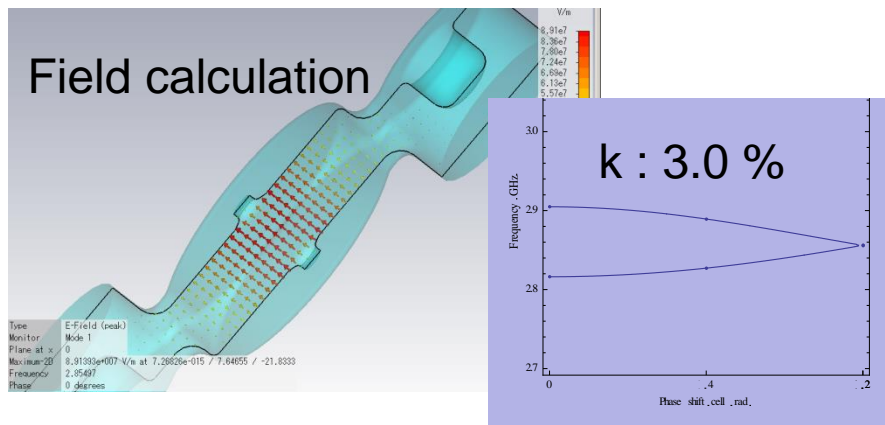 V/m
8.91e7
8.36e7
7.80e7
7.24e7
6.69e7
6.13e7
5.57e7
Field calculation
Type E-Field (peak)
Monitor Mode 1
Plane at x 0
Maximum-2D 8.91393e+007 V/m at 7.26826e-015 / 7.64655 / -21.8333
Frequency 2.85497
Phase 0 degrees
k : 3.0 %
Frequency . GHz.
3.0
2.9
2.8
2.7
0
.4
.2
Phase shift . cell . rad .